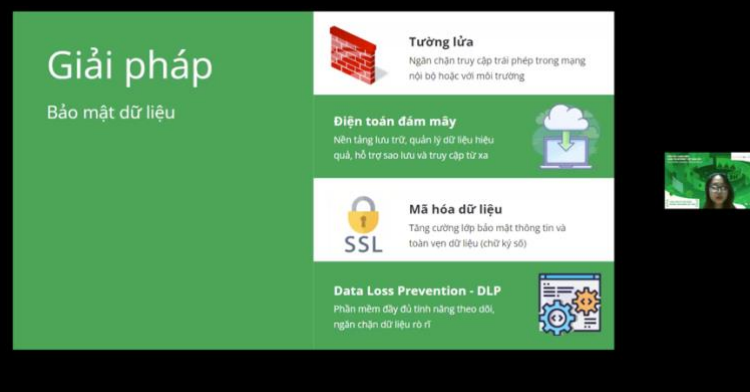 Giải pháp
Bảo mật dữ liệu
Tường lửa
Ngăn chặn truy cập trái phép trong mạng
nội bộ hoặc với môi trường
Điện toán đám mây
Nền tảng lưu trữ, quản lý dữ liệu hiệu
quả, hỗ trợ sao lưu và truy cập từ xa
SSL
Mã hóa dữ liệu
Tăng cường lớp bảo mật thông tin và
toàn vẹn dữ liệu (chữ ký số)
Data Loss Prevention - DLP
Phần mềm đầy đủ tính năng theo dõi,
ngăn chặn dữ liệu rò rỉ